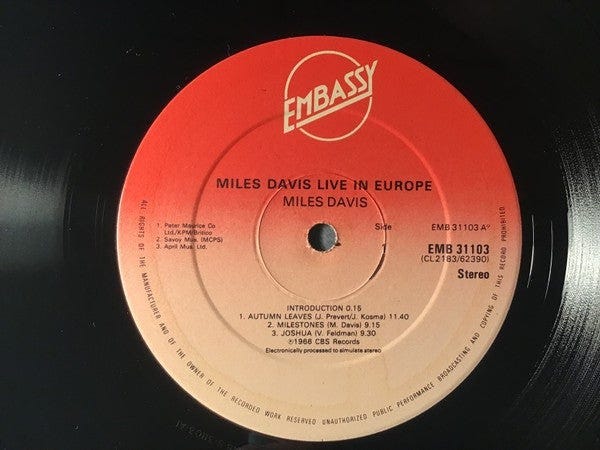 EMBASSY
MILES DAVIS LIVE IN EUROPE
MILES DAVIS
1. Peter Maurice Co
Ltd./KPM/Britico
2. Savoy Mus. (MCPS)
3. April Mus. Ltd.
Side
1
EMB 31103 A
EMB 31103
(CL 2183/62390)
Stereo
INTRODUCTION 0.15
1. AUTUMN LEAVES (J. Prevert/J. Kosma) 11.40
2. MILESTONES (M. Davis) 9.15
3. JOSHUA (V. Feldman) 9.30
℗1966 CBS Records
Electronically processed to simulate stereo
ALL RIGHTS OF THE MANUFACTURER AND OF THE OWNER OF THE RECORDED WORK RESERVED UNAUTHORIZED PUBLIC PERFORMANCE BROADCASTING AND COPYING OF THIS RECORD PROHIBITED.